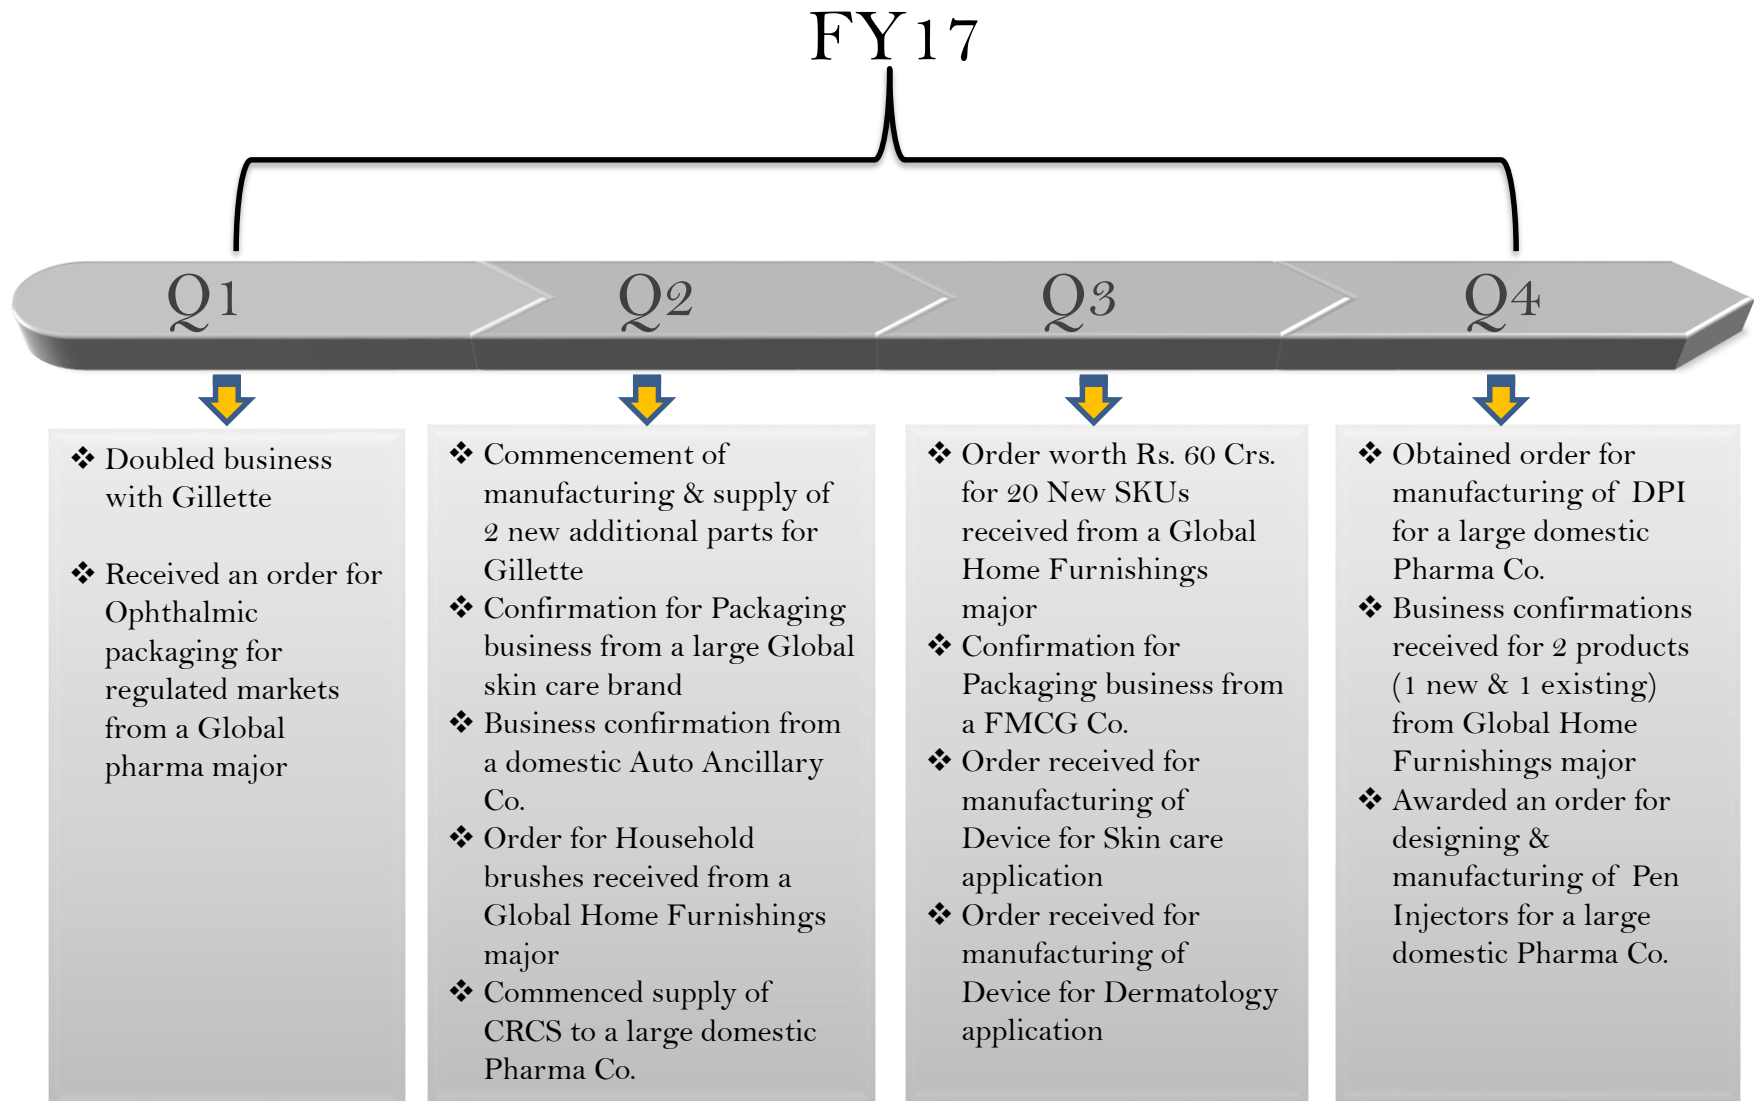 FY17
Q1
Q2
Q3
Q4
❖ Doubled business
with Gillette
❖ Received an order for
Ophthalmic
packaging for
regulated markets
from a Global
pharma major
❖ Commencement of
manufacturing & supply of
2 new additional parts for
Gillette
❖ Confirmation for Packaging
business from a large Global
skin care brand
❖ Business confirmation from
a domestic Auto Ancillary
Co.
❖ Order for Household
brushes received from a
Global Home Furnishings
major
❖ Commenced supply of
CRCS to a large domestic
Pharma Co.
❖ Order worth Rs. 60 Crs.
for 20 New SKUs
received from a Global
Home Furnishings
major
❖ Confirmation for
Packaging business from
a FMCG Co.
❖ Order received for
manufacturing of
Device for Skin care
application
❖ Order received for
manufacturing of
Device for Dermatology
application
❖ Obtained order for
manufacturing of DPI
for a large domestic
Pharma Co.
❖ Business confirmations
received for 2 products
(1 new & 1 existing)
from Global Home
Furnishings major
❖ Awarded an order for
designing &
manufacturing of Pen
Injectors for a large
domestic Pharma Co.